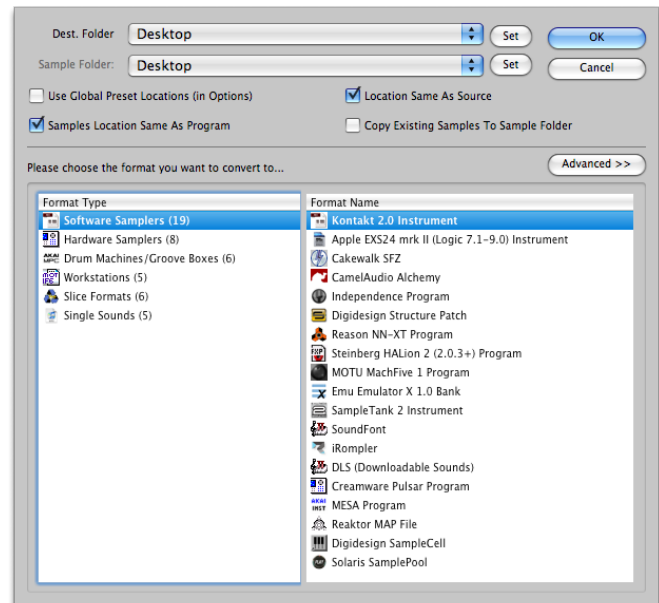 Dest. Folder Desktop Set OK
Sample Folder: Desktop Set Cancel
Use Global Preset Locations (in Options) Location Same As Source
Samples Location Same As Program Copy Existing Samples To Sample Folder
Please choose the format you want to convert to... Advanced >>
Format Type
Software Samplers (19)
Hardware Samplers (8)
Drum Machines/Groove Boxes (6)
Workstations (5)
Slice Formats (6)
Single Sounds (5)
Format Name
Kontakt 2.0 Instrument
Apple EXS24 mrk II (Logic 7.1-9.0) Instrument
Cakewalk SFZ
CamelAudio Alchemy
Independence Program
Digidesign Structure Patch
Reason NN-XT Program
Steinberg HALion 2 (2.0.3+) Program
MOTU MachFive 1 Program
Emu Emulator X 1.0 Bank
SampleTank 2 Instrument
SoundFont
iRompler
DLS (Downloadable Sounds)
Creamware Pulsar Program
MESA Program
Reaktor MAP File
Digidesign SampleCell
Solaris SamplePool